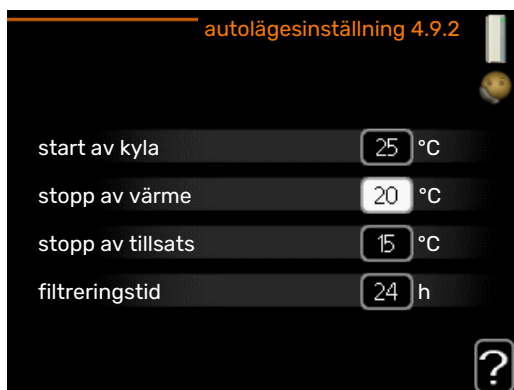 autolägesinställning 4.9.2
start av kyla 25 °C
stopp av värme 20 °C
stopp av tillsats 15 °C
filtreringstid 24 h
?